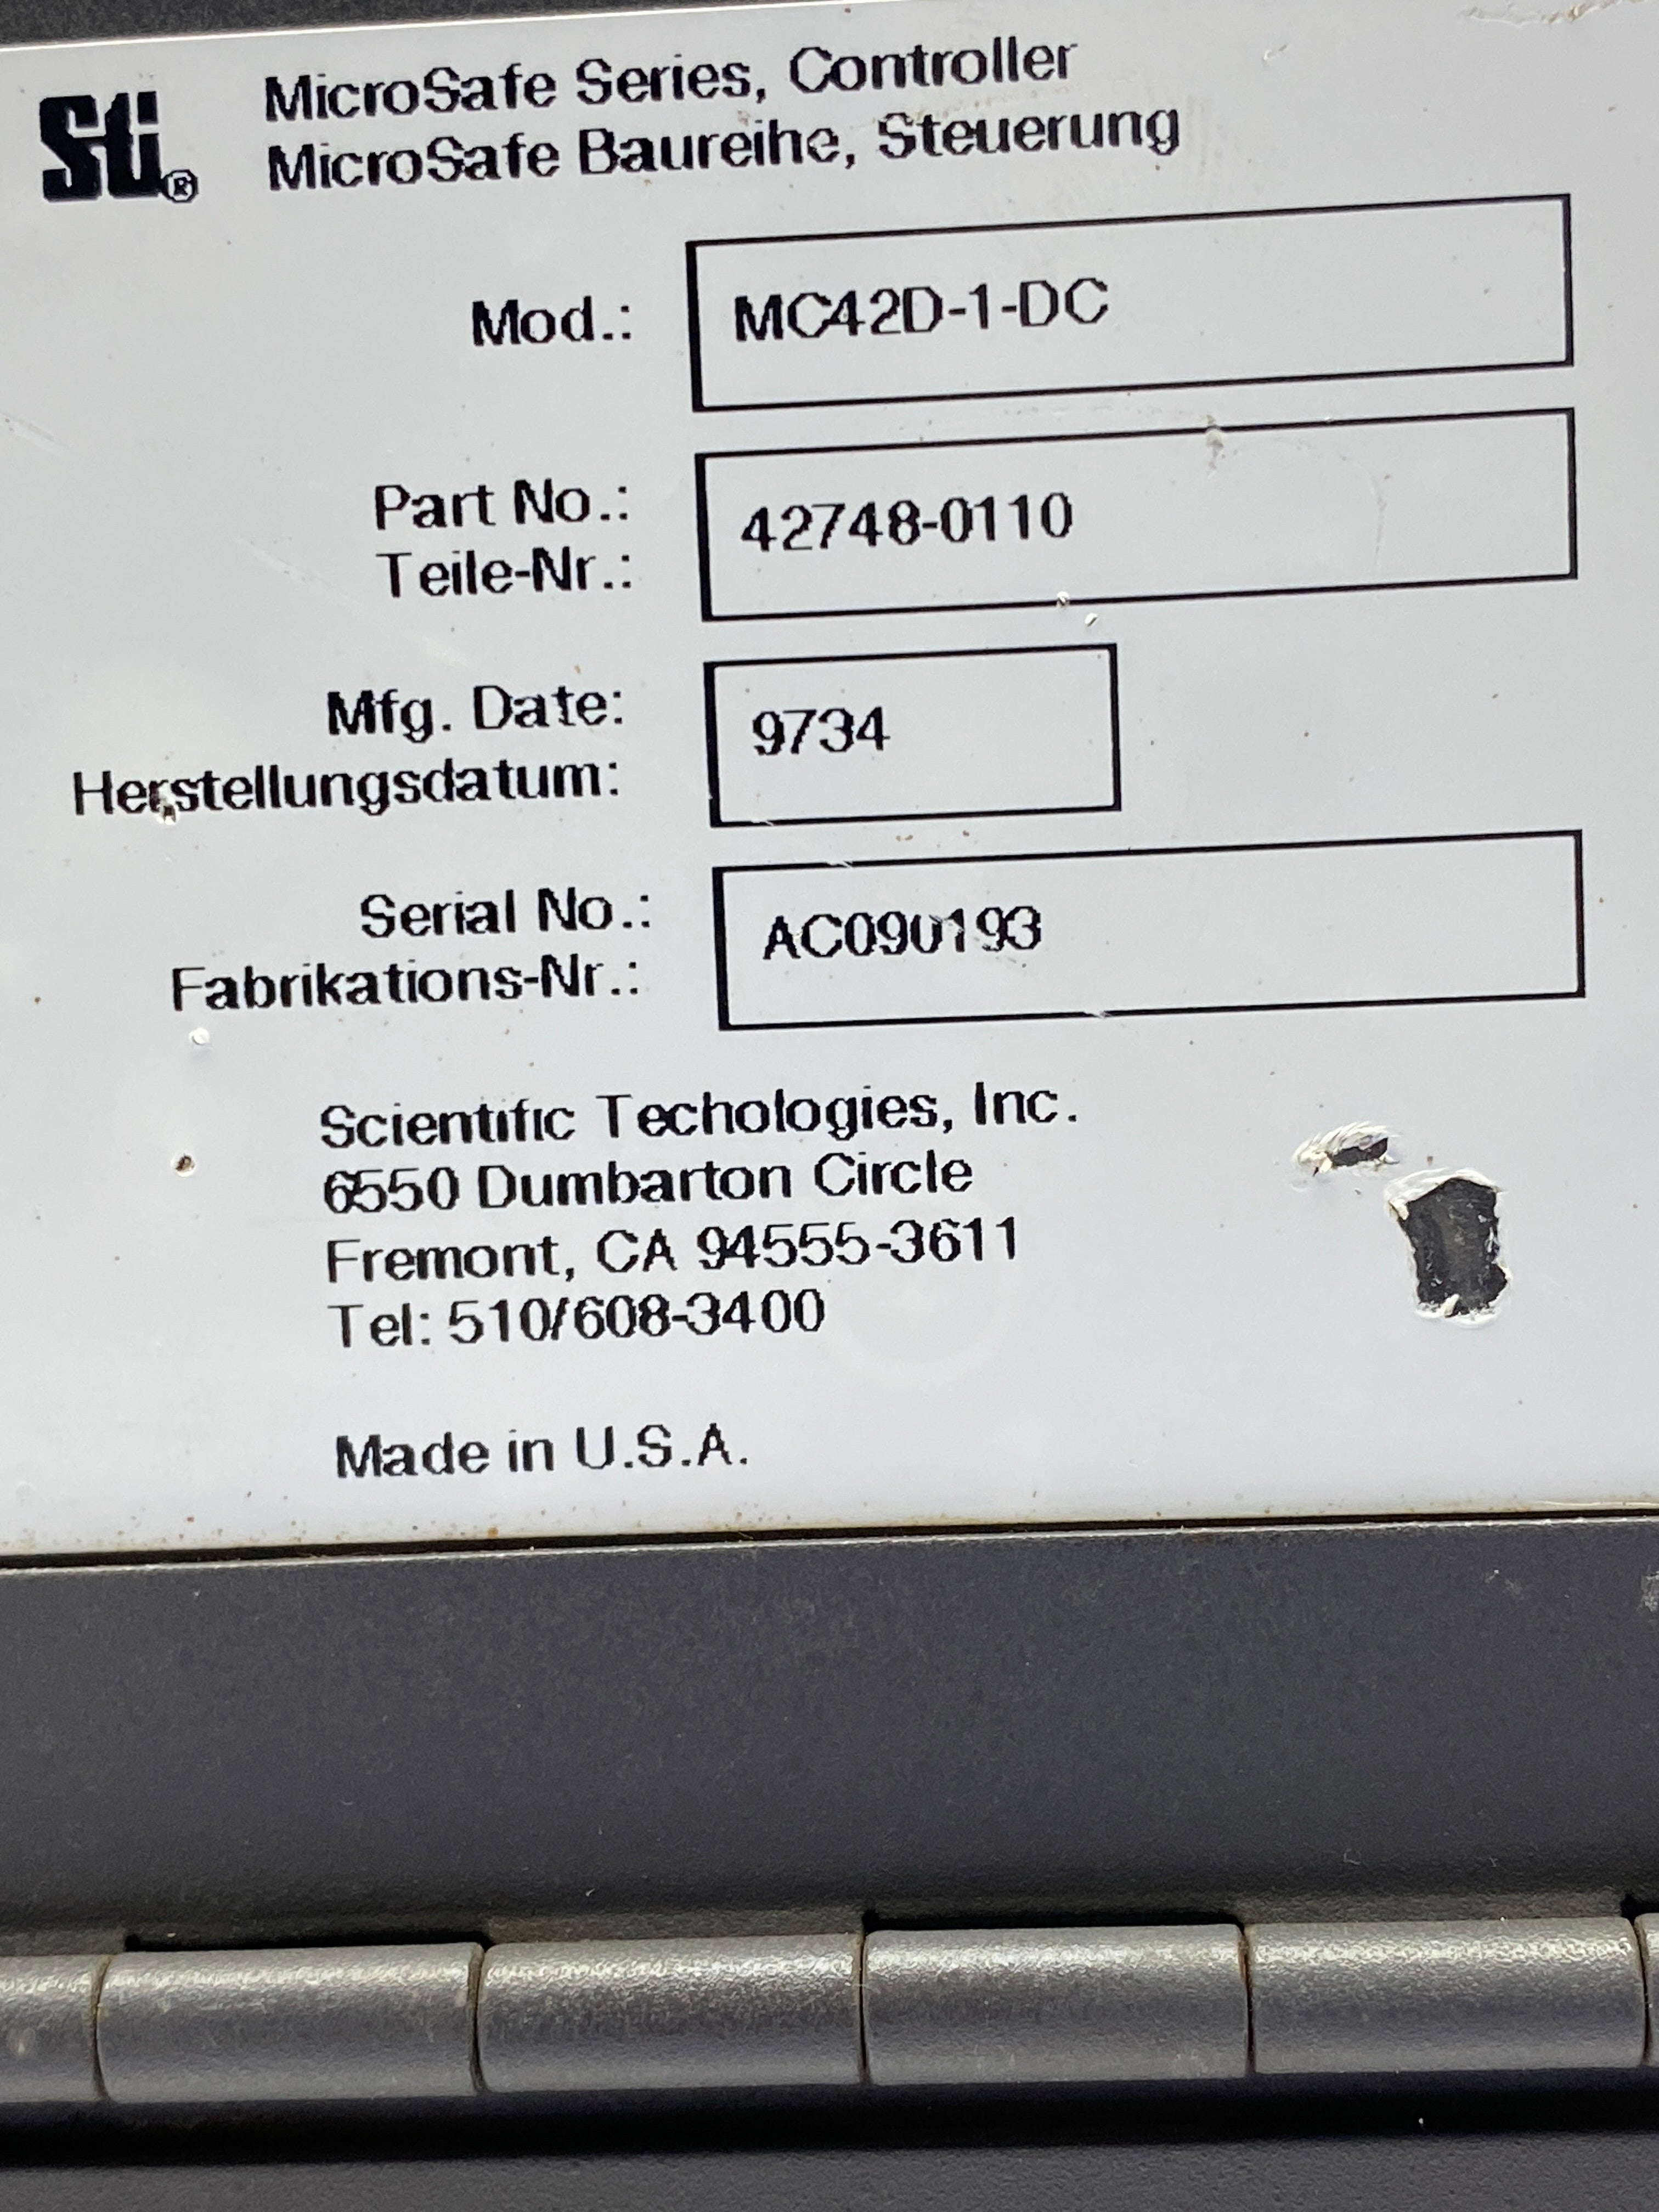 Sti®
MicroSafe Series, Controller
MicroSafe Baureihe, Steuerung
Mod.: MC42D-1-DC
Part No.: 42748-0110
Teile-Nr.:
Mfg. Date: 9734
Herstellungsdatum:
Serial No.: AC090193
Fabrikations-Nr.:
Scientific Techologies, Inc.
6550 Dumbarton Circle
Fremont, CA 94555-3611
Tel: 510/608-3400
Made in U.S.A.